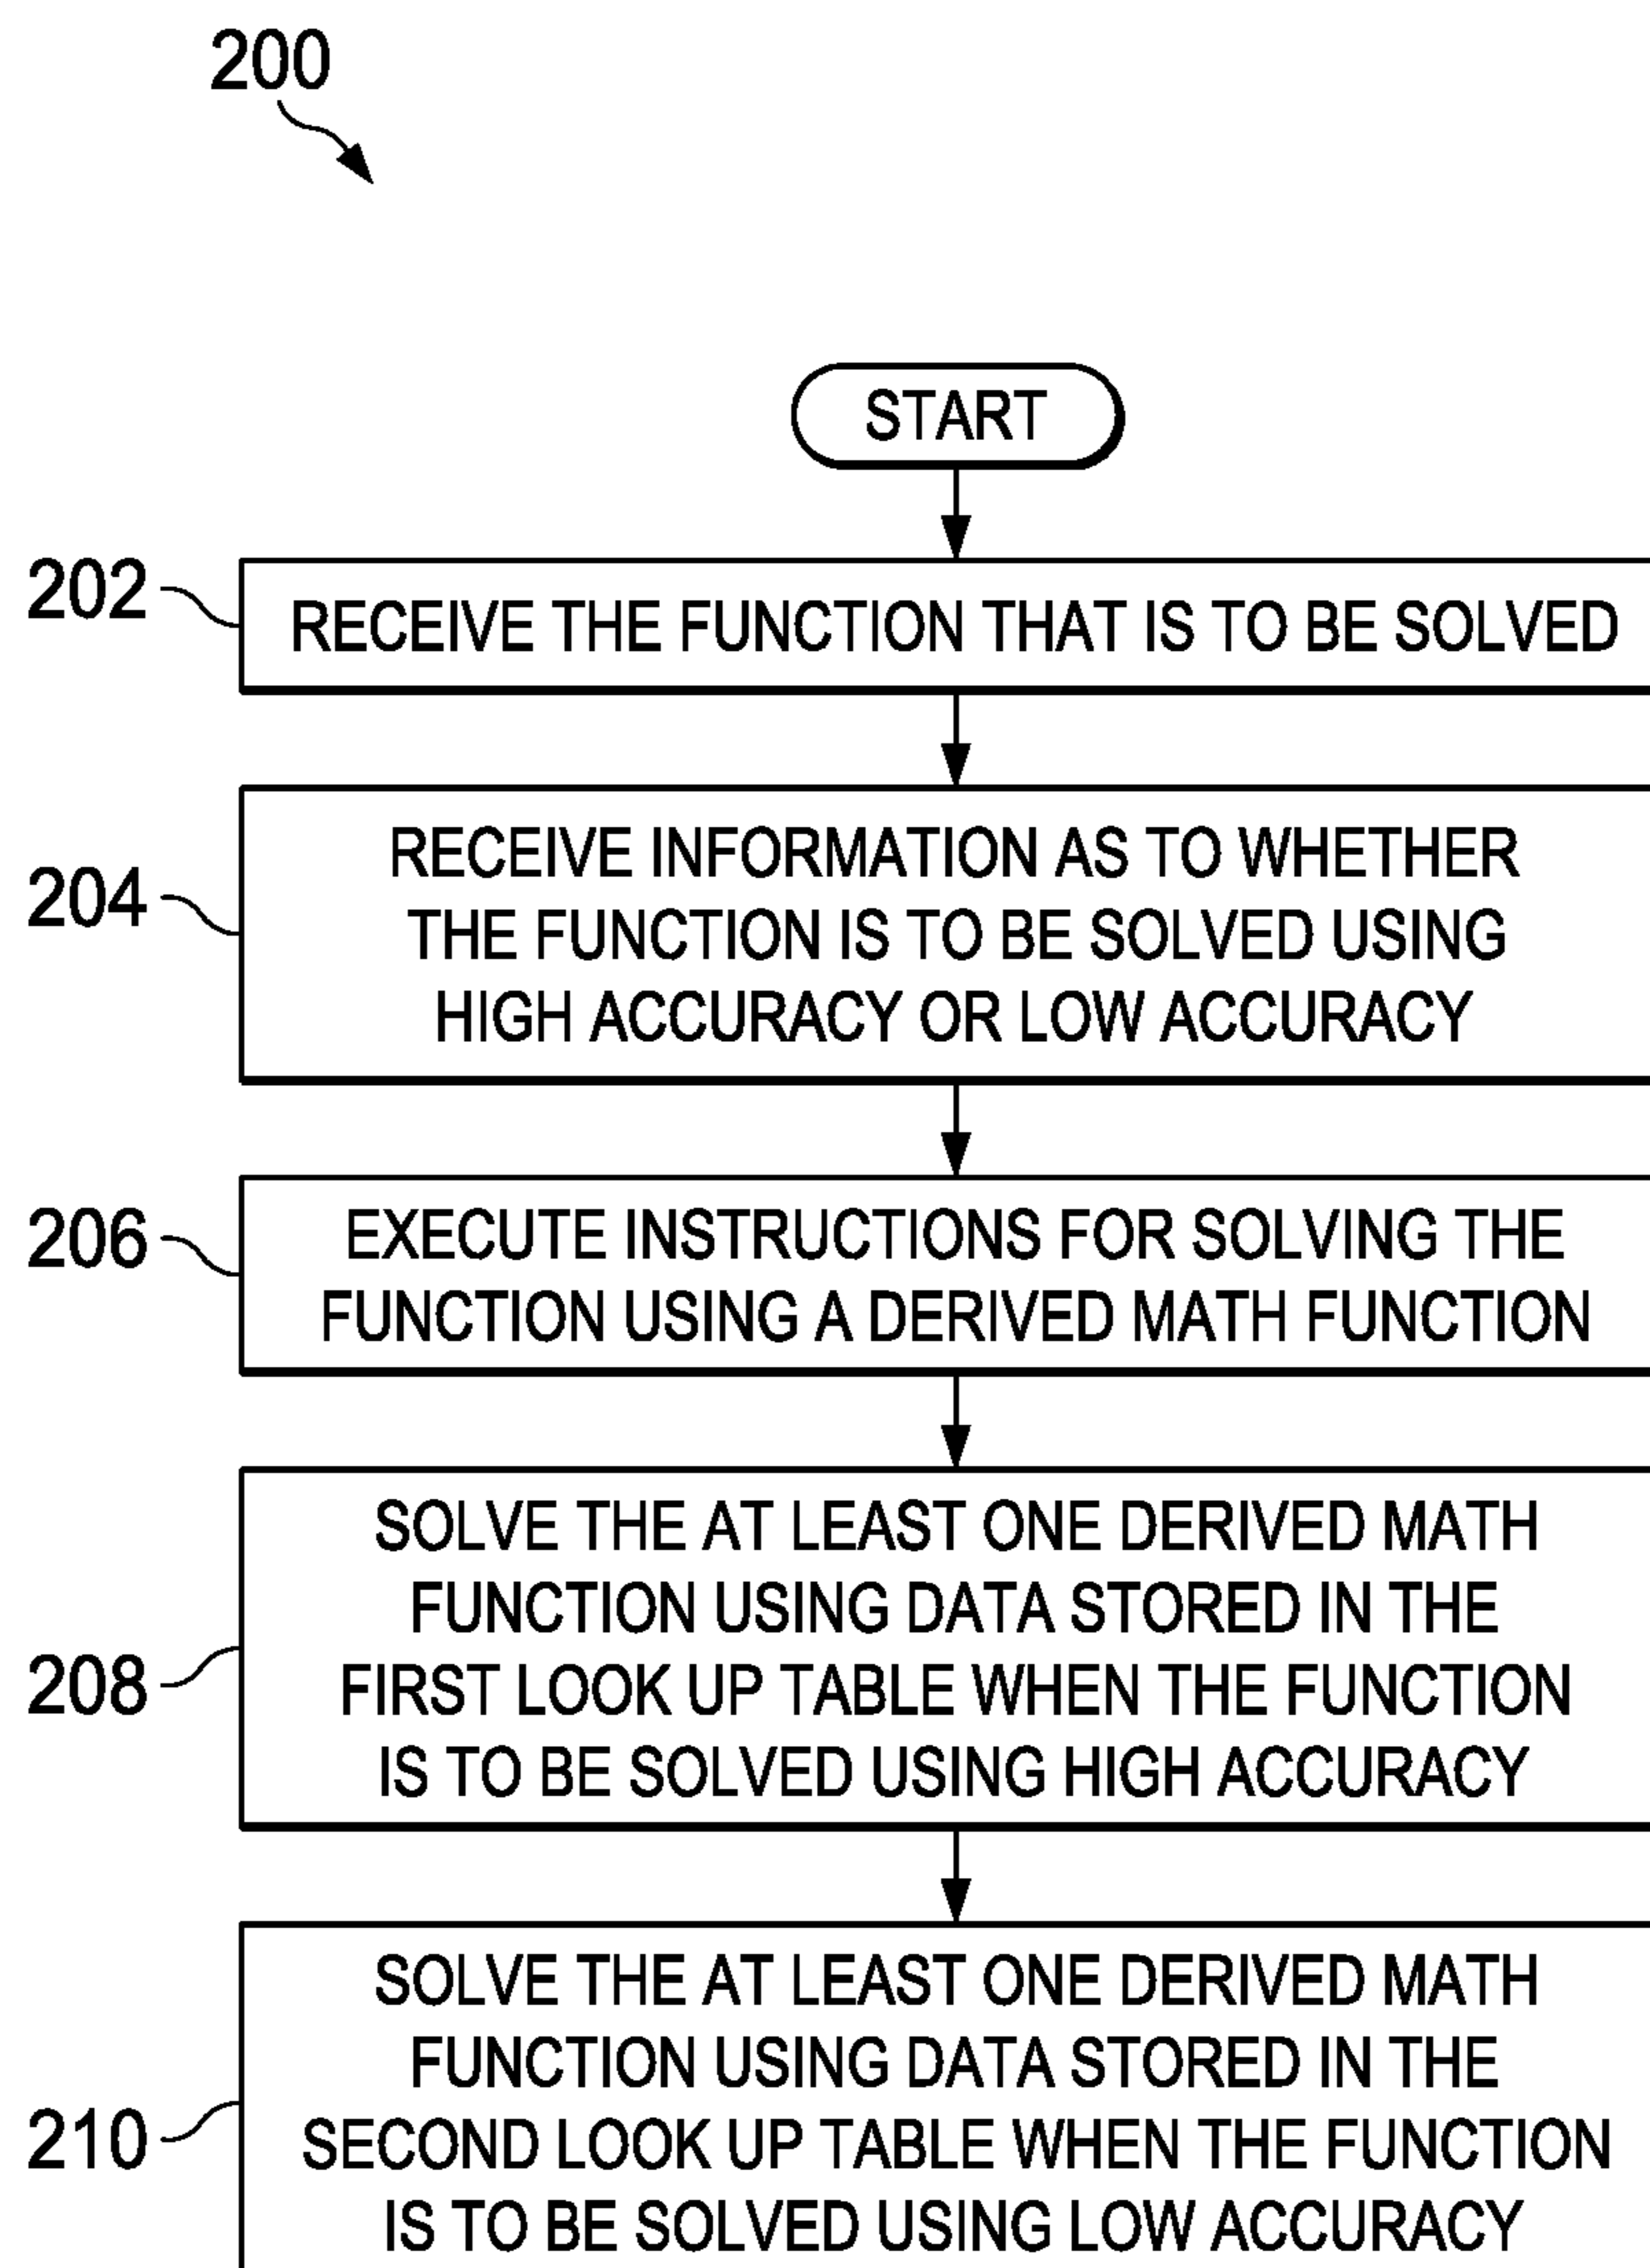 200
START
202
RECEIVE THE FUNCTION THAT IS TO BE SOLVED
204
RECEIVE INFORMATION AS TO WHETHER
THE FUNCTION IS TO BE SOLVED USING
HIGH ACCURACY OR LOW ACCURACY
206
EXECUTE INSTRUCTIONS FOR SOLVING THE
FUNCTION USING A DERIVED MATH FUNCTION
208
SOLVE THE AT LEAST ONE DERIVED MATH
FUNCTION USING DATA STORED IN THE
FIRST LOOK UP TABLE WHEN THE FUNCTION
IS TO BE SOLVED USING HIGH ACCURACY
210
SOLVE THE AT LEAST ONE DERIVED MATH
FUNCTION USING DATA STORED IN THE
SECOND LOOK UP TABLE WHEN THE FUNCTION
IS TO BE SOLVED USING LOW ACCURACY